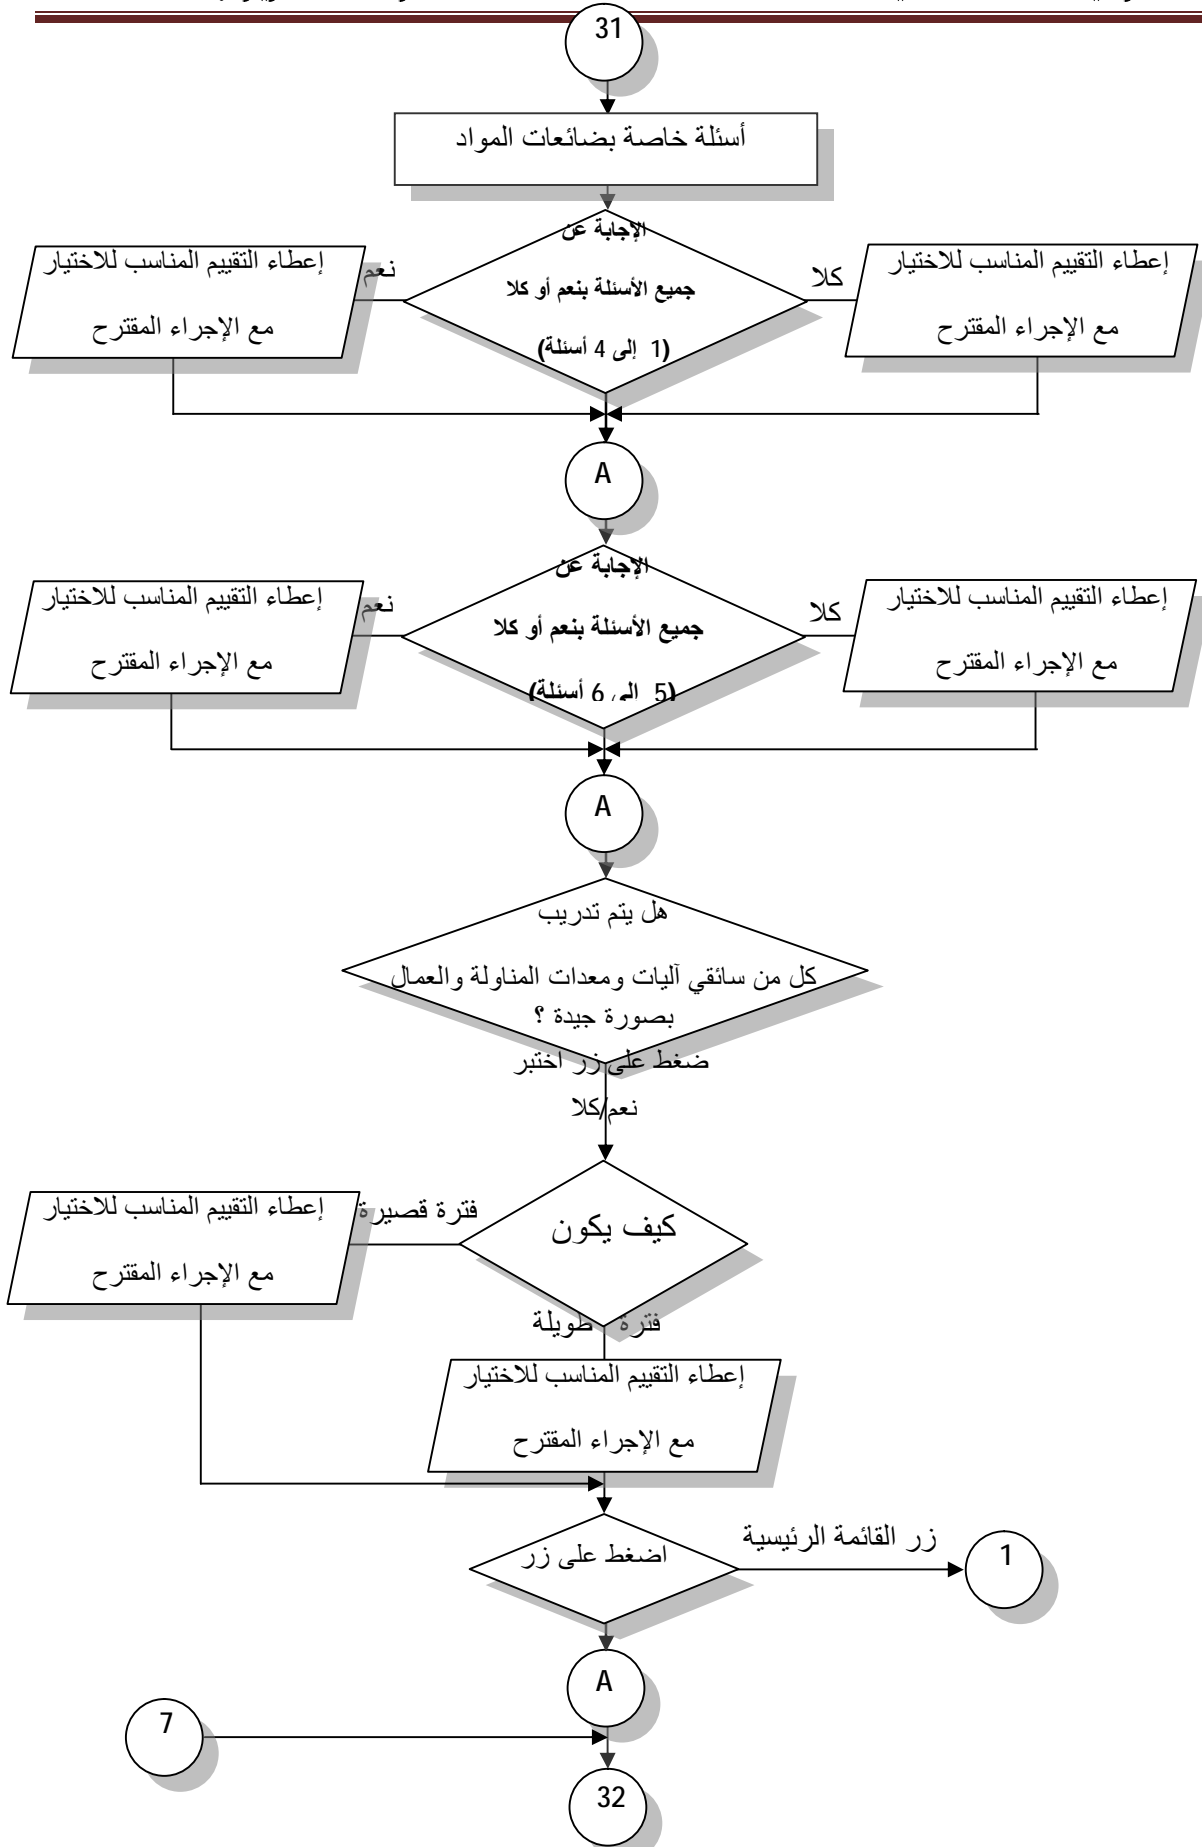 31
أسئلة خاصة بضائعات المواد
الإجابة عن
جميع الأسئلة بنعم أو كلا
(1 إلى 4 أسئلة)
كلا
إعطاء التقييم المناسب للاختيار
مع الإجراء المقترح
نعم
إعطاء التقييم المناسب للاختيار
مع الإجراء المقترح
A
الإجابة عن
جميع الأسئلة بنعم أو كلا
(5 إلى 6 أسئلة)
كلا
إعطاء التقييم المناسب للاختيار
مع الإجراء المقترح
نعم
إعطاء التقييم المناسب للاختيار
مع الإجراء المقترح
A
هل يتم تدريب
كل من سائقي آليات ومعدات المناولة والعمال
بصورة جيدة ؟
ضغط على زر اختبر
نعم/كلا
كيف يكون
فترة قصيرة
إعطاء التقييم المناسب للاختيار
مع الإجراء المقترح
فترة طويلة
إعطاء التقييم المناسب للاختيار
مع الإجراء المقترح
اضغط على زر
زر القائمة الرئيسية
1
A
7
32